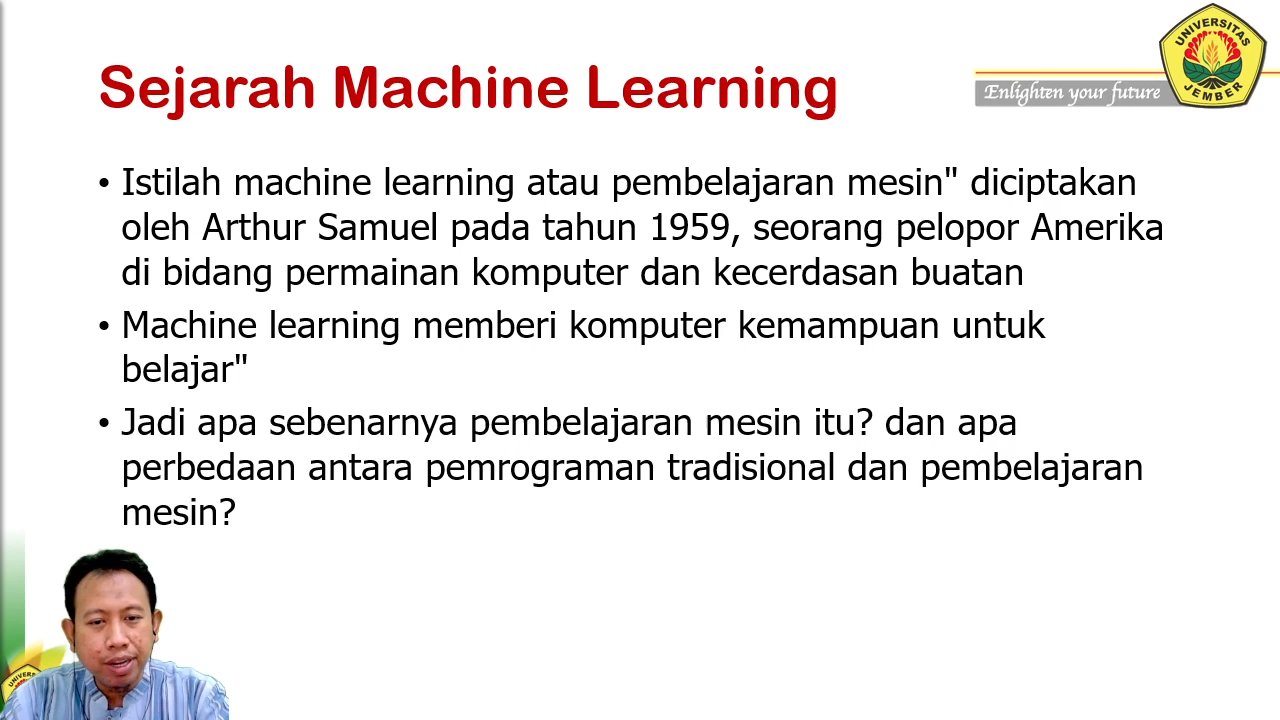 Sejarah Machine Learning
UNIVERSITAS
JEMBER
Enlighten your future
• Istilah machine learning atau pembelajaran mesin" diciptakan
oleh Arthur Samuel pada tahun 1959, seorang pelopor Amerika
di bidang permainan komputer dan kecerdasan buatan
• Machine learning memberi komputer kemampuan untuk
belajar"
• Jadi apa sebenarnya pembelajaran mesin itu? dan apa
perbedaan antara pemrograman tradisional dan pembelajaran
mesin?